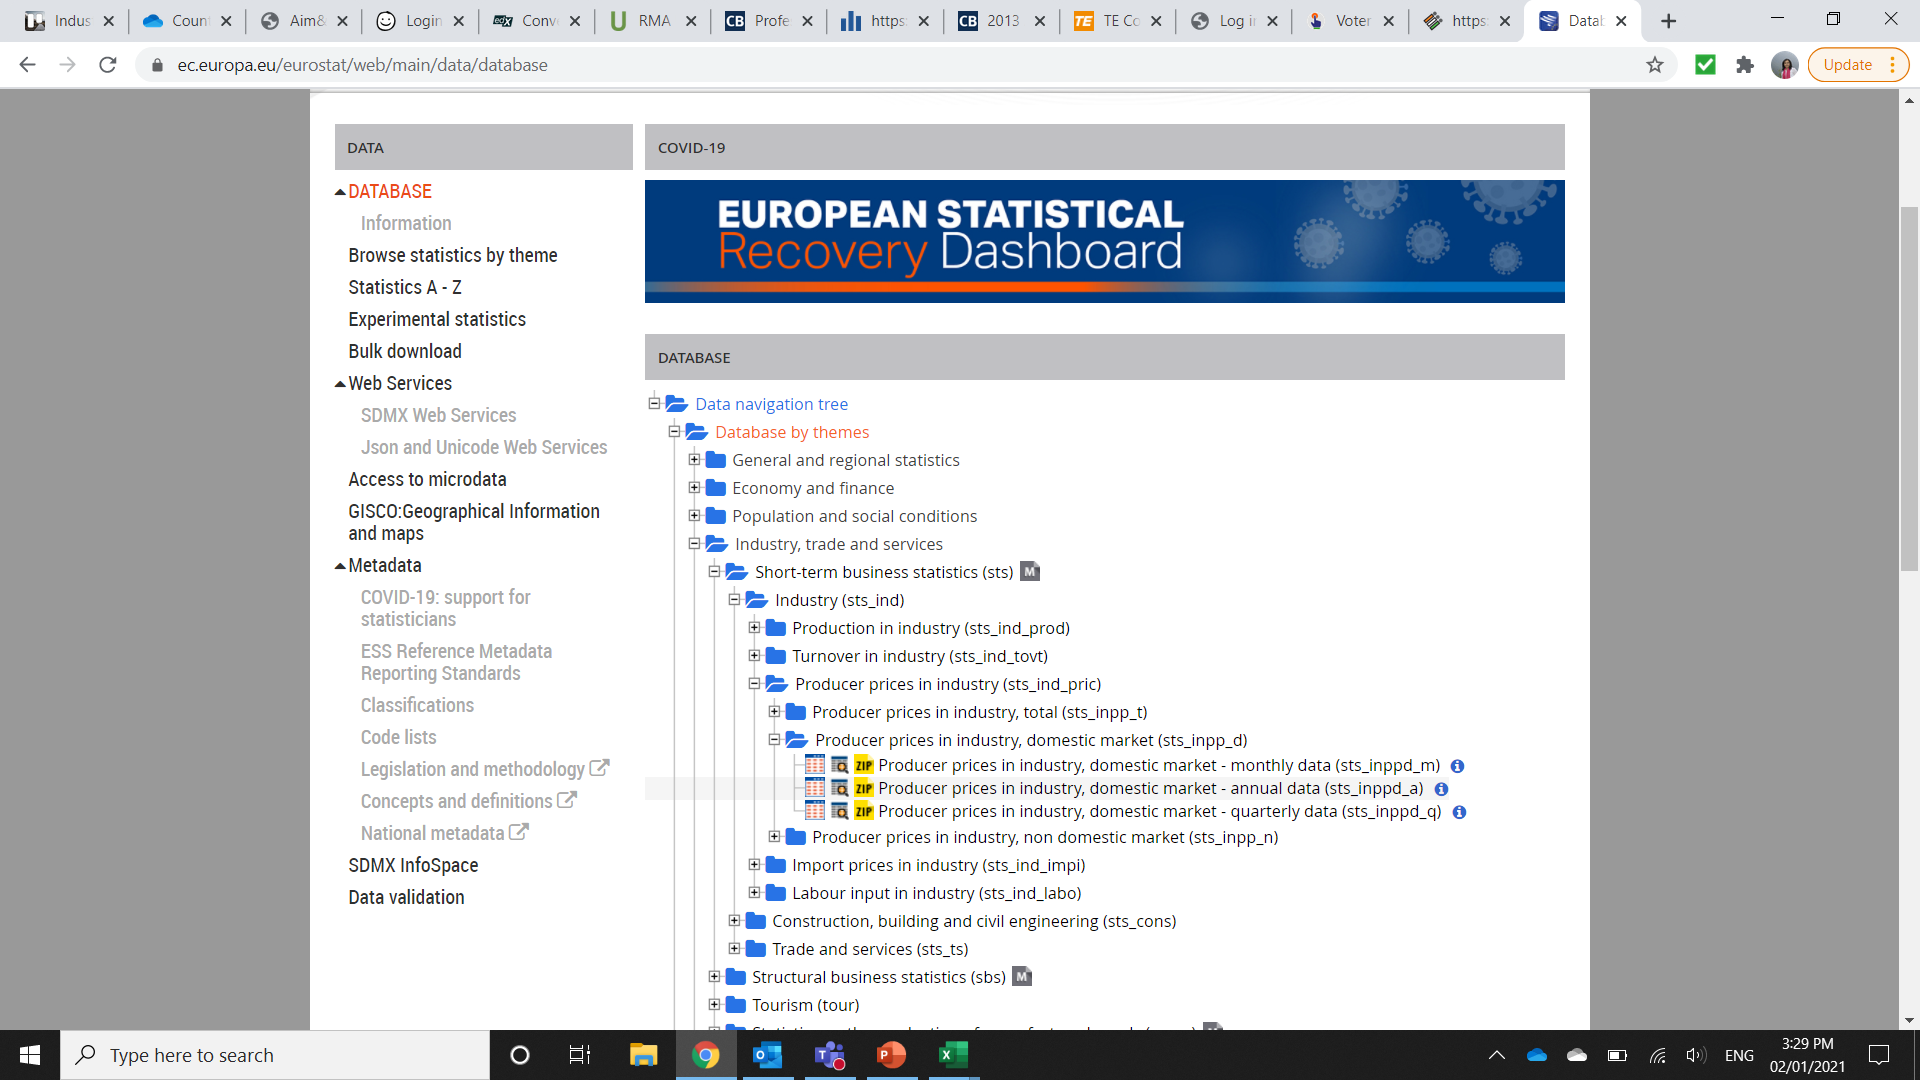 Indus
Count
Aim&
Login
Conv
RMA
Profe
https
2013
TE Co
Log i
Voter
https
Datab
ec.europa.eu/eurostat/web/main/data/database
Update
DATA
DATABASE
Information
Browse statistics by theme
Statistics A - Z
Experimental statistics
Bulk download
Web Services
SDMX Web Services
Json and Unicode Web Services
Access to microdata
GISCO:Geographical Information
and maps
Metadata
COVID-19: support for
statisticians
ESS Reference Metadata
Reporting Standards
Classifications
Code lists
Legislation and methodology
Concepts and definitions
National metadata
SDMX InfoSpace
Data validation
COVID-19
EUROPEAN STATISTICAL
Recovery Dashboard
DATABASE
Data navigation tree
Database by themes
General and regional statistics
Economy and finance
Population and social conditions
Industry, trade and services
Short-term business statistics (sts) M
Industry (sts_ind)
Production in industry (sts_ind_prod)
Turnover in industry (sts_ind_tovt)
Producer prices in industry (sts_ind_pric)
Producer prices in industry, total (sts_inpp_t)
Producer prices in industry, domestic market (sts_inpp_d)
ZIP Producer prices in industry, domestic market - monthly data (sts_inppd_m)
ZIP Producer prices in industry, domestic market - annual data (sts_inppd_a)
ZIP Producer prices in industry, domestic market - quarterly data (sts_inppd_q)
Producer prices in industry, non domestic market (sts_inpp_n)
Import prices in industry (sts_ind_impi)
Labour input in industry (sts_ind_labo)
Construction, building and civil engineering (sts_cons)
Trade and services (sts_ts)
Structural business statistics (sbs) M
Tourism (tour)
Type here to search
ENG
3:29 PM
02/01/2021